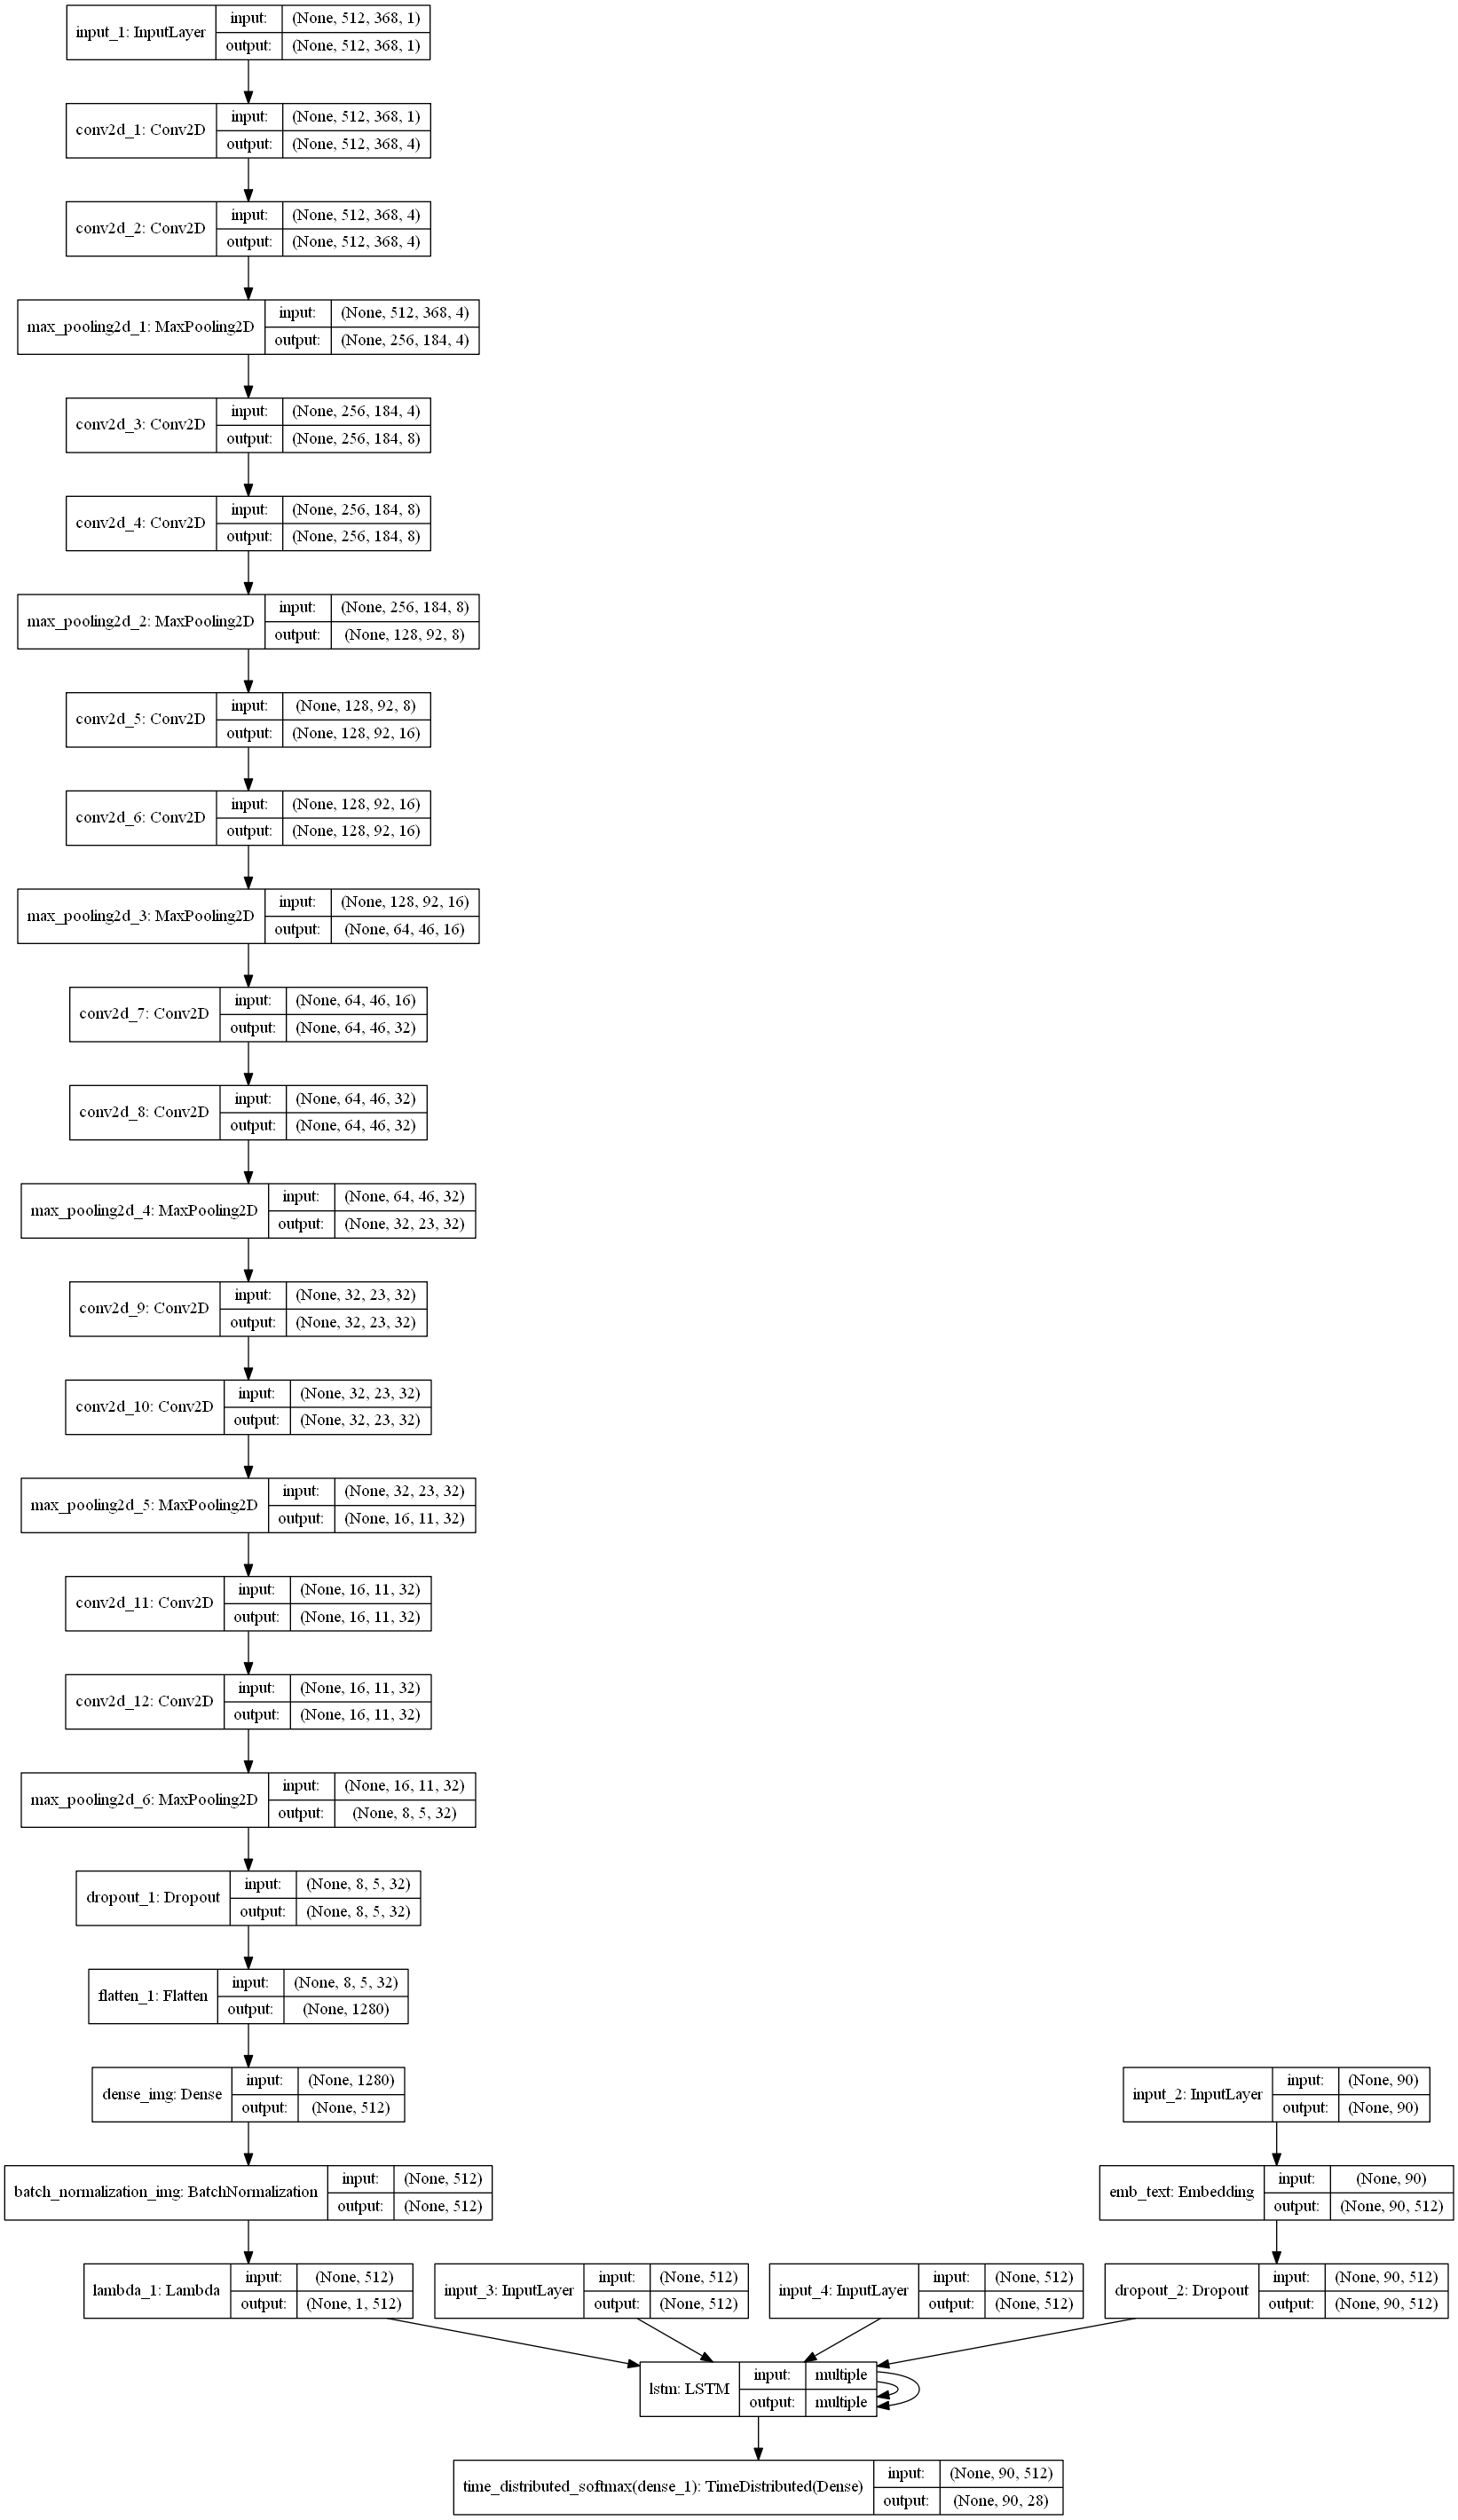 input_1: InputLayer
input: (None, 512, 368, 1)
output: (None, 512, 368, 1)
conv2d_1: Conv2D
input: (None, 512, 368, 1)
output: (None, 512, 368, 4)
conv2d_2: Conv2D
input: (None, 512, 368, 4)
output: (None, 512, 368, 4)
max_pooling2d_1: MaxPooling2D
input: (None, 512, 368, 4)
output: (None, 256, 184, 4)
conv2d_3: Conv2D
input: (None, 256, 184, 4)
output: (None, 256, 184, 8)
conv2d_4: Conv2D
input: (None, 256, 184, 8)
output: (None, 256, 184, 8)
max_pooling2d_2: MaxPooling2D
input: (None, 256, 184, 8)
output: (None, 128, 92, 8)
conv2d_5: Conv2D
input: (None, 128, 92, 8)
output: (None, 128, 92, 16)
conv2d_6: Conv2D
input: (None, 128, 92, 16)
output: (None, 128, 92, 16)
max_pooling2d_3: MaxPooling2D
input: (None, 128, 92, 16)
output: (None, 64, 46, 16)
conv2d_7: Conv2D
input: (None, 64, 46, 16)
output: (None, 64, 46, 32)
conv2d_8: Conv2D
input: (None, 64, 46, 32)
output: (None, 64, 46, 32)
max_pooling2d_4: MaxPooling2D
input: (None, 64, 46, 32)
output: (None, 32, 23, 32)
conv2d_9: Conv2D
input: (None, 32, 23, 32)
output: (None, 32, 23, 32)
conv2d_10: Conv2D
input: (None, 32, 23, 32)
output: (None, 32, 23, 32)
max_pooling2d_5: MaxPooling2D
input: (None, 32, 23, 32)
output: (None, 16, 11, 32)
conv2d_11: Conv2D
input: (None, 16, 11, 32)
output: (None, 16, 11, 32)
conv2d_12: Conv2D
input: (None, 16, 11, 32)
output: (None, 16, 11, 32)
max_pooling2d_6: MaxPooling2D
input: (None, 16, 11, 32)
output: (None, 8, 5, 32)
dropout_1: Dropout
input: (None, 8, 5, 32)
output: (None, 8, 5, 32)
flatten_1: Flatten
input: (None, 8, 5, 32)
output: (None, 1280)
dense_img: Dense
input: (None, 1280)
output: (None, 512)
input_2: InputLayer
input: (None, 90)
output: (None, 90)
batch_normalization_img: BatchNormalization
input: (None, 512)
output: (None, 512)
emb_text: Embedding
input: (None, 90)
output: (None, 90, 512)
lambda_1: Lambda
input: (None, 512)
output: (None, 1, 512)
input_3: InputLayer
input: (None, 512)
output: (None, 512)
input_4: InputLayer
input: (None, 512)
output: (None, 512)
dropout_2: Dropout
input: (None, 90, 512)
output: (None, 90, 512)
lstm: LSTM
input: multiple
output: multiple
time_distributed_softmax(dense_1): TimeDistributed(Dense)
input: (None, 90, 512)
output: (None, 90, 28)